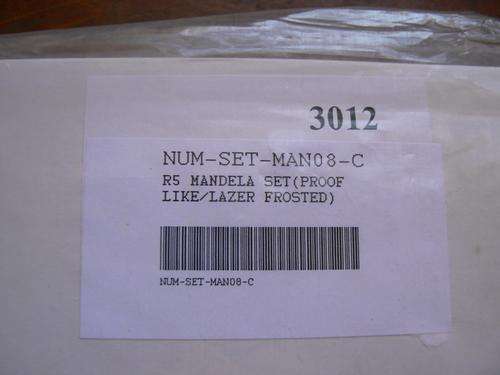 3012
NUM-SET-MAN08-C
R5 MANDELA SET(PROOF
LIKE/LAZER FROSTED)
NUM-SET-MAN08-C